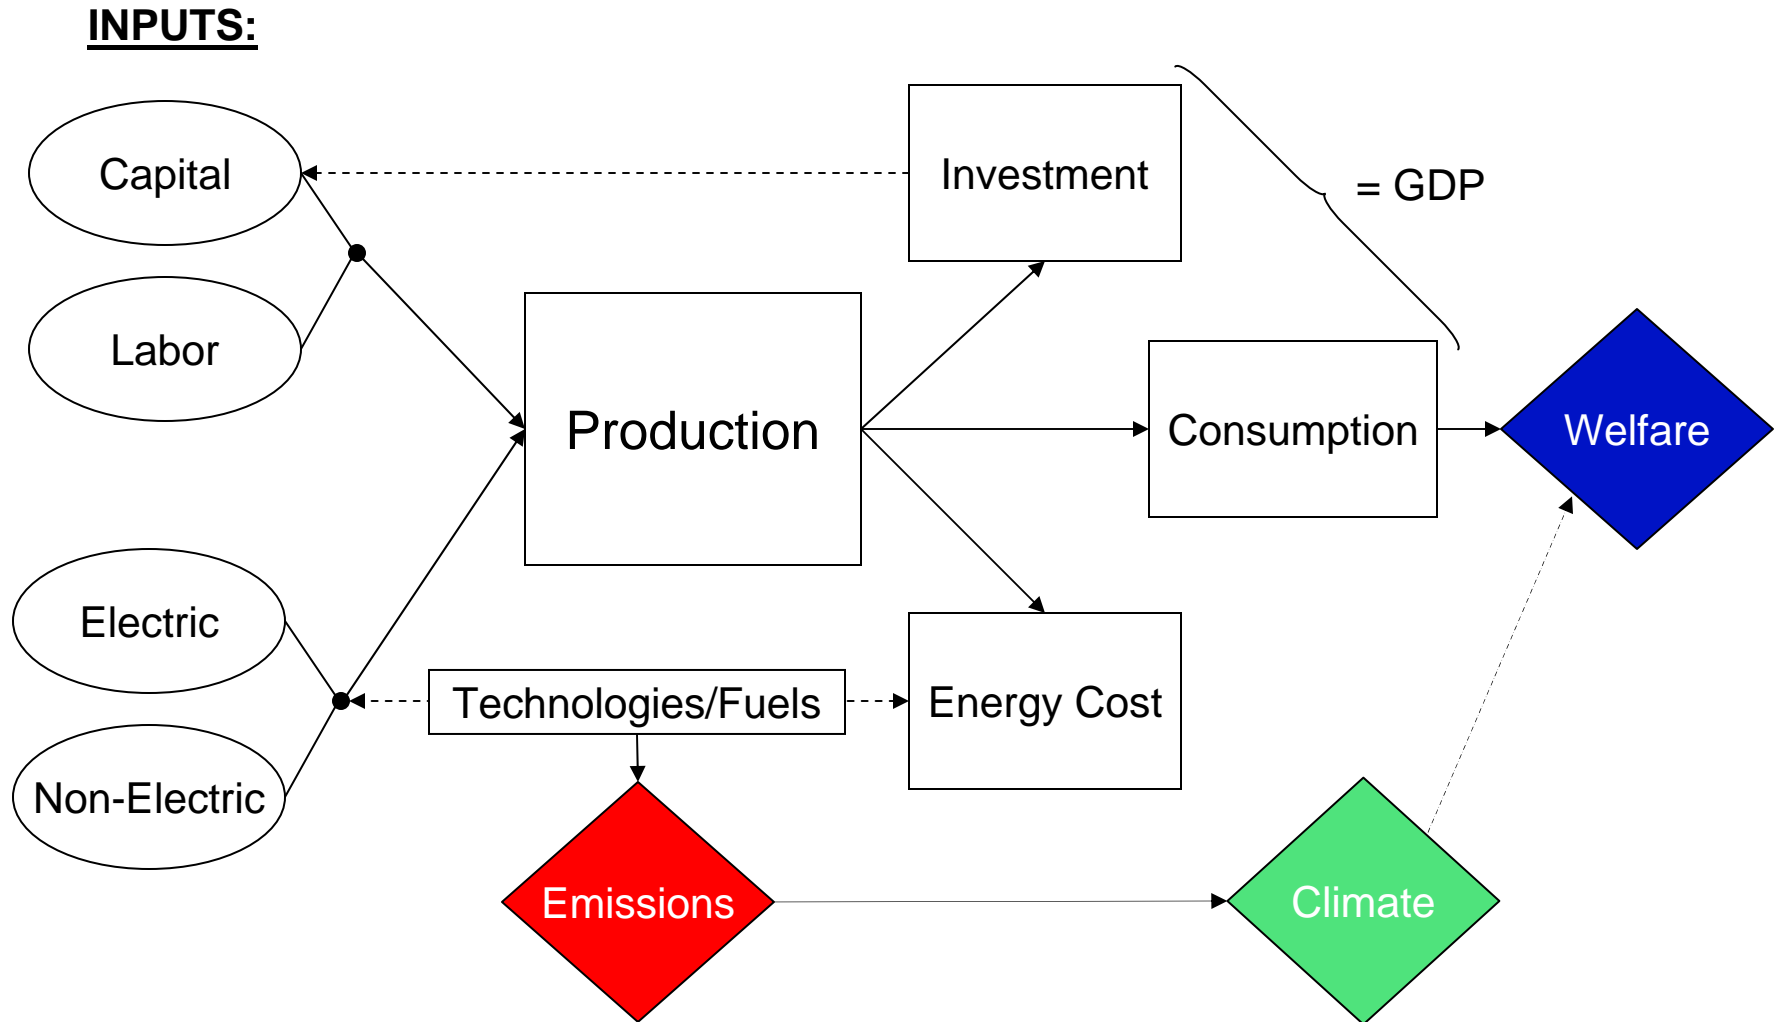 INPUTS:
Capital
Investment
= GDP
Labor
Production
Consumption
Welfare
Electric
Technologies/Fuels
Energy Cost
Non-Electric
Emissions
Climate